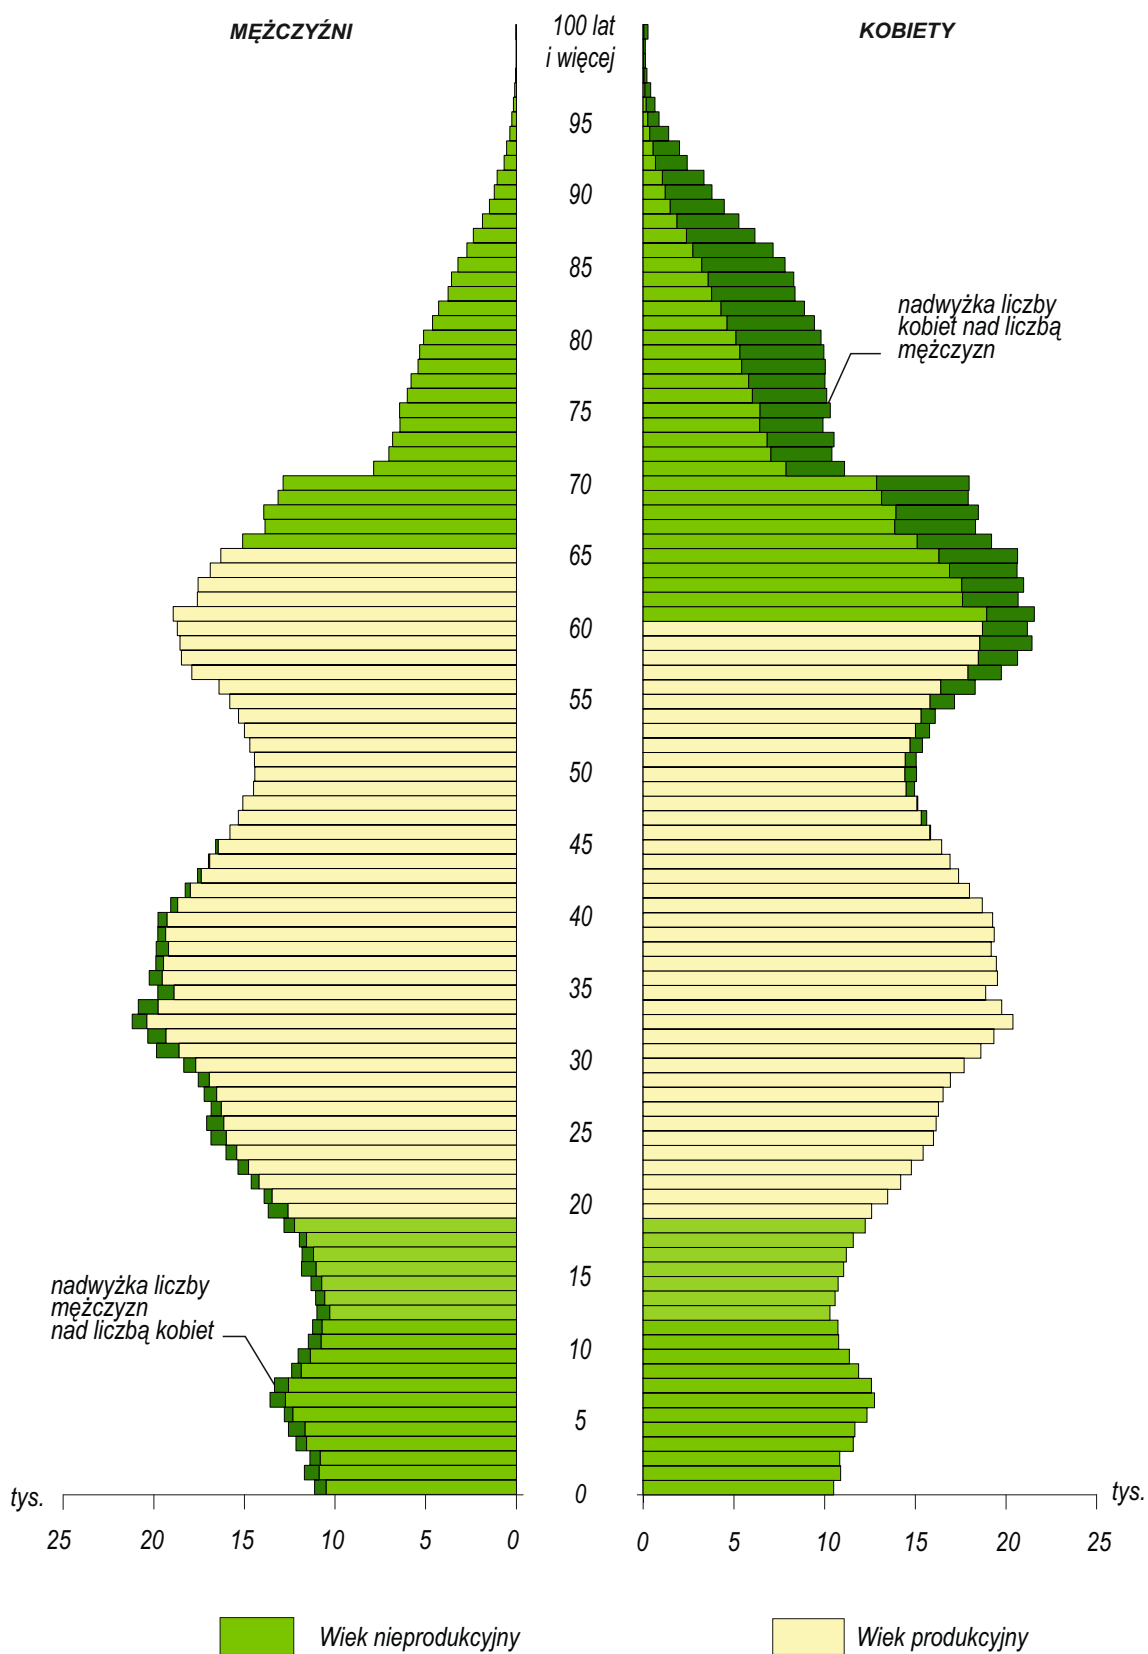 MĘŻCZYŹNI
100 lat
i więcej
KOBIETY
95
90
85
80
75
70
65
60
55
50
45
40
35
30
25
20
15
10
5
0
nadwyżka liczby
kobiet nad liczbą
mężczyzn
nadwyżka liczby
mężczyzn
nad liczbą kobiet
tys.
tys.
25 20 15 10 5 0
0 5 10 15 20 25
Wiek nieprodukcyjny
Wiek produkcyjny